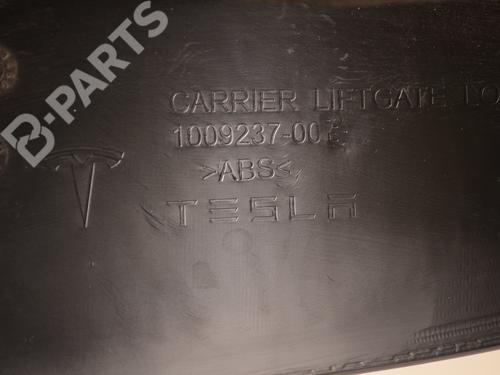 B-PARTS
CARRIER LIFTGATE
1009237-00
>ABS<
TESLA